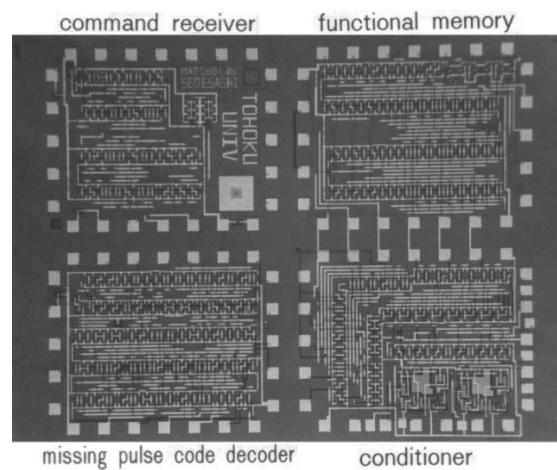 command receiver
functional memory
TOHOKU
UNIV
missing pulse code decoder
conditioner